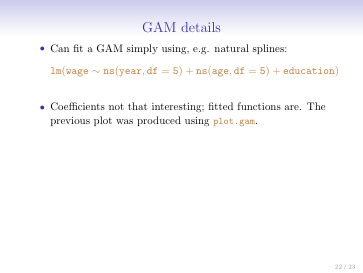 GAM details
• Can fit a GAM simply using, e.g. natural splines:
lm(wage ∼ ns(year, df = 5) + ns(age, df = 5) + education)
• Coefficients not that interesting; fitted functions are. The
previous plot was produced using plot.gam.
22 / 23